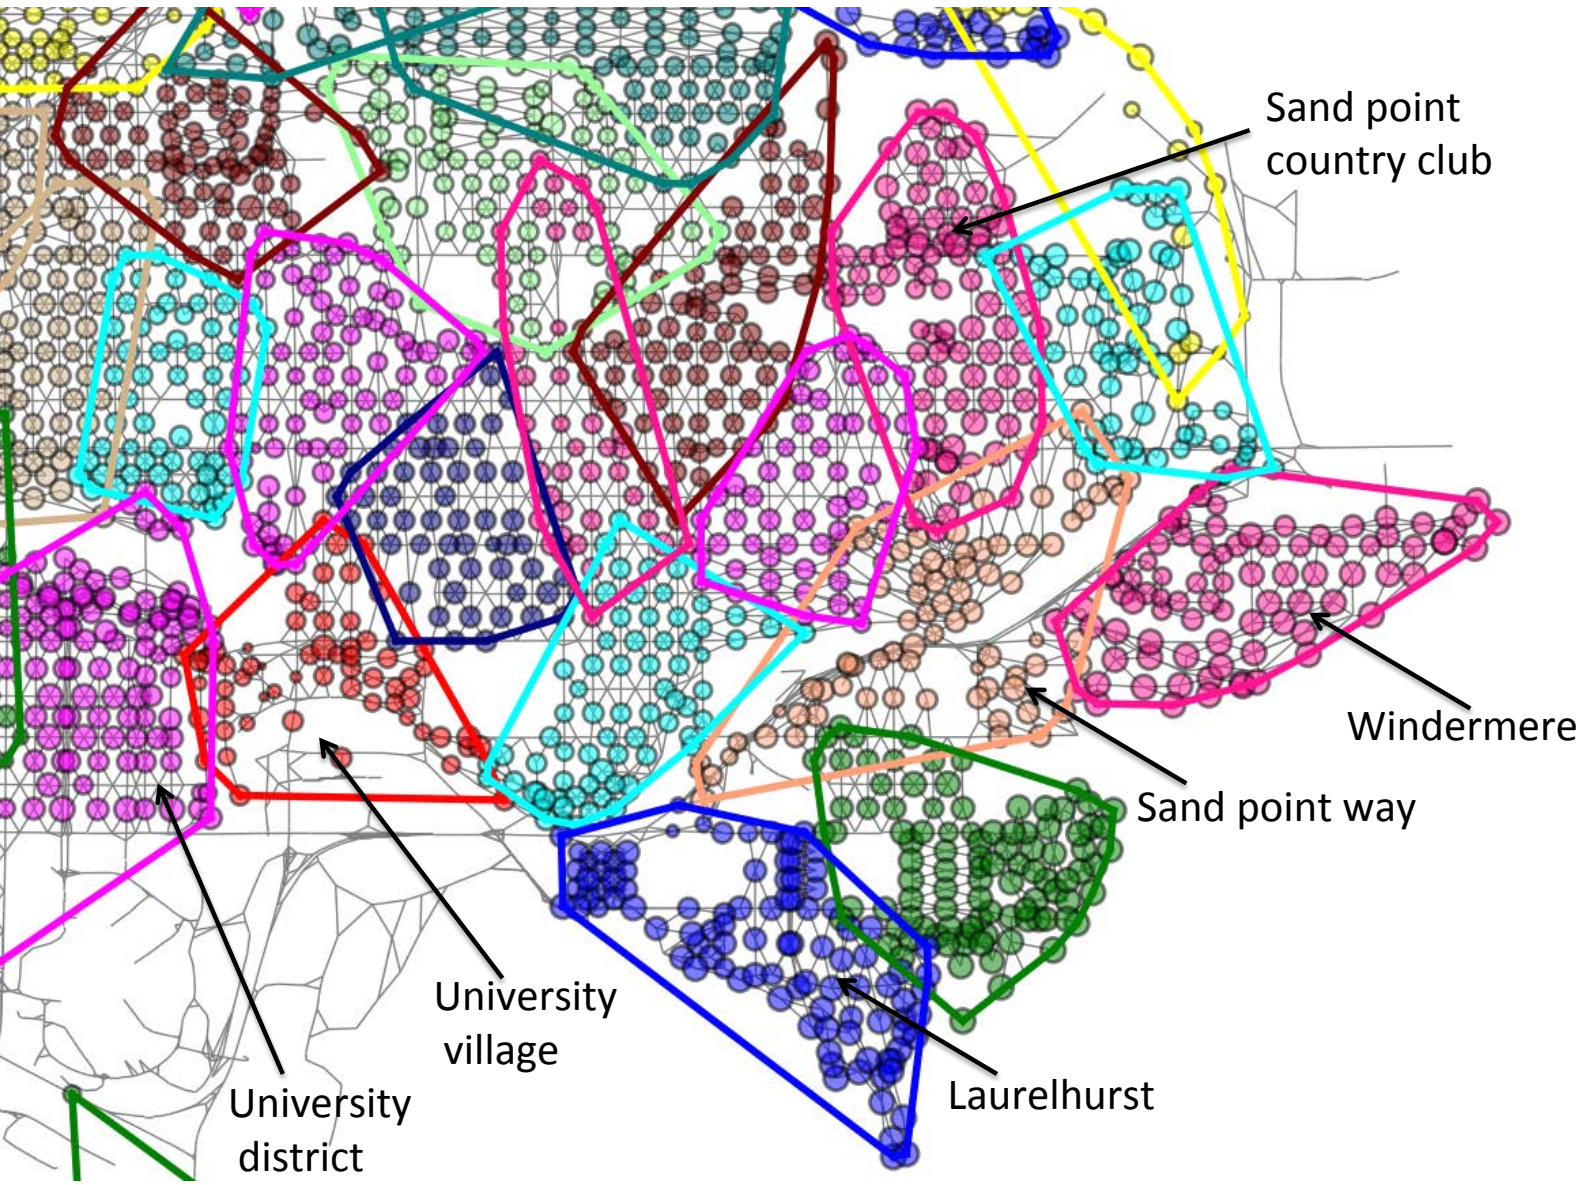 Sand point
country club
Windermere
Sand point way
University
village
Laurelhurst
University
district